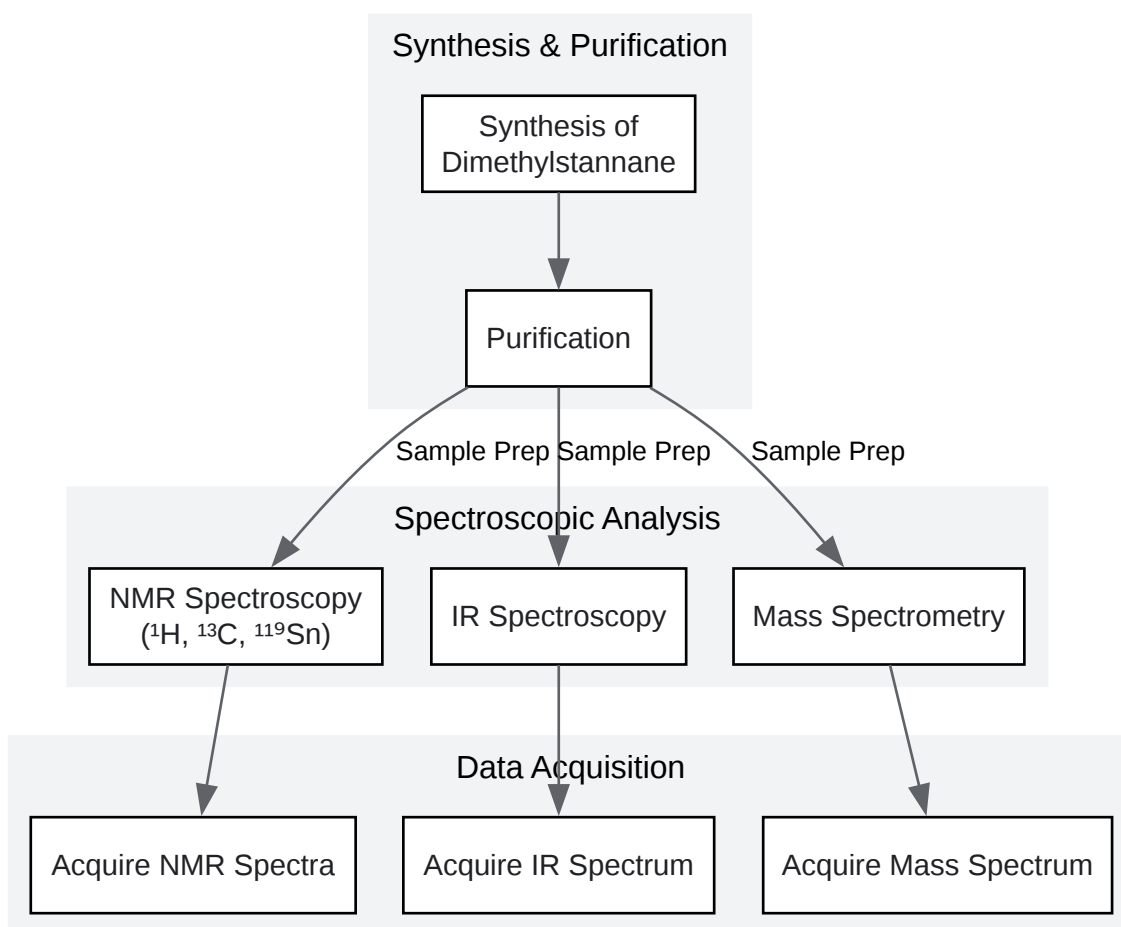 Synthesis & Purification
Synthesis of
Dimethylstannane
Purification
Sample Prep
Sample Prep
Sample Prep
Spectroscopic Analysis
NMR Spectroscopy
(¹H, ¹³C, ¹¹⁹Sn)
IR Spectroscopy
Mass Spectrometry
Data Acquisition
Acquire NMR Spectra
Acquire IR Spectrum
Acquire Mass Spectrum